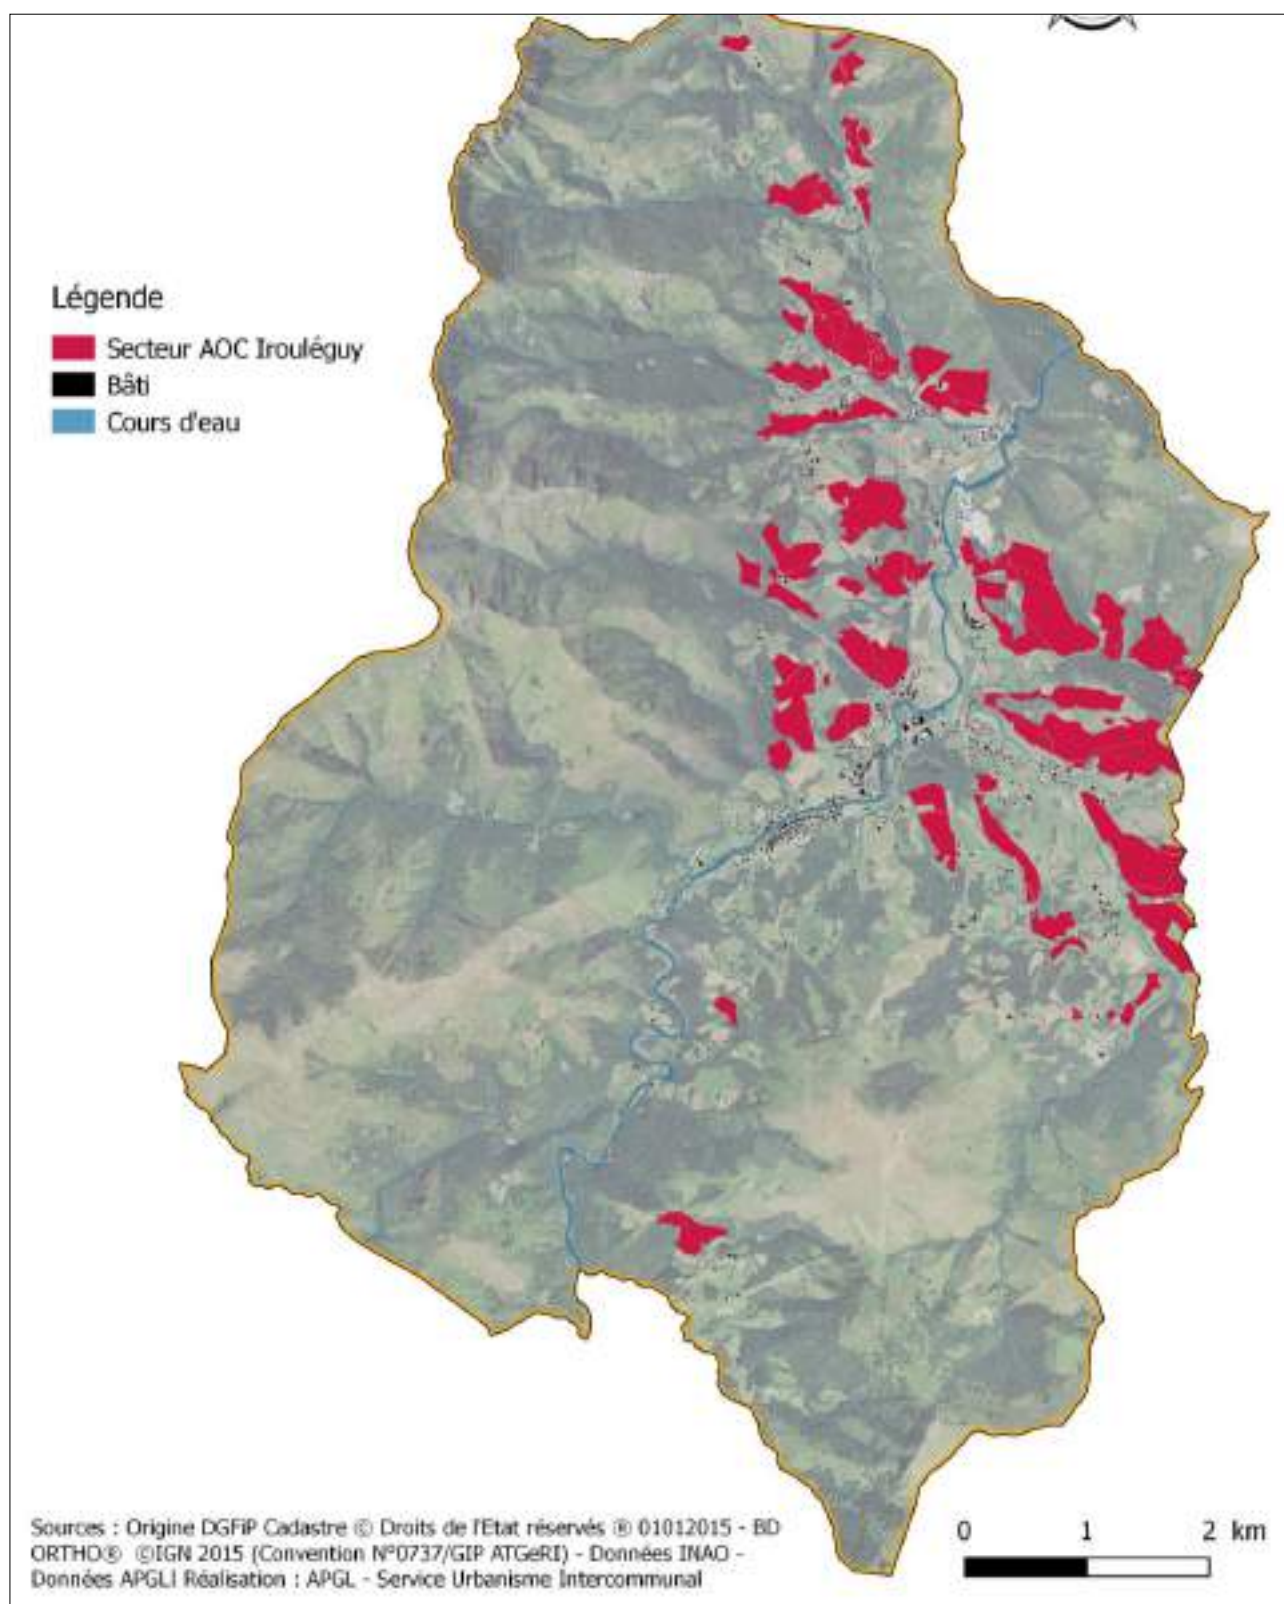 Légende
Secteur AOC Irouléguy
Bâti
Cours d'eau
Sources : Origine DGFiP Cadastre © Droits de l'Etat réservés ® 01012015 - BD
ORTHO® ©IGN 2015 (Convention N°0737/GIP ATGeRI) - Données INAO -
Données APGLI Réalisation : APGL - Service Urbanisme Intercommunal
0 1 2 km